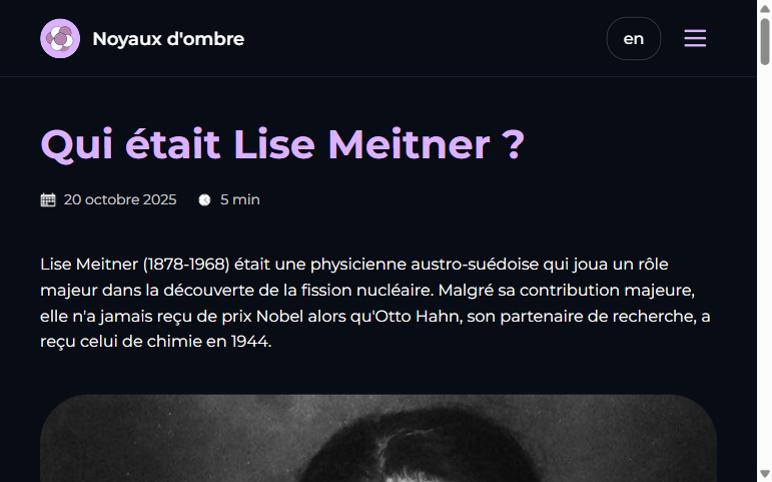 Noyaux d'ombre
en
Qui était Lise Meitner ?
20 octobre 2025 5 min
Lise Meitner (1878-1968) était une physicienne austro-suédoise qui joua un rôle
majeur dans la découverte de la fission nucléaire. Malgré sa contribution majeure,
elle n'a jamais reçu de prix Nobel alors qu'Otto Hahn, son partenaire de recherche, a
reçu celui de chimie en 1944.